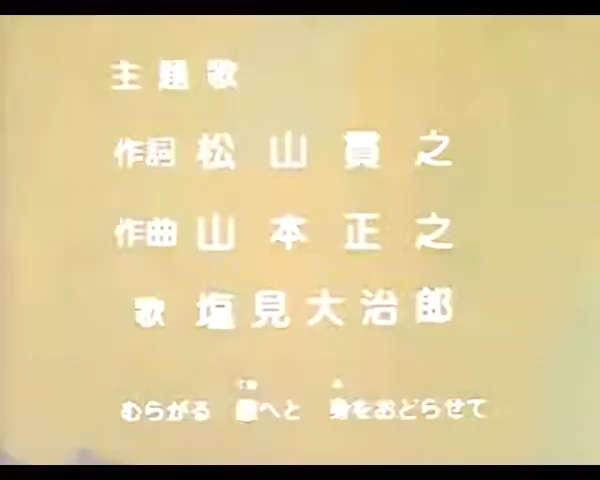 主題歌
作詞 松山貫之
作曲 山本正之
歌 塩見大治郎
むらがる へと 身をおどらせて